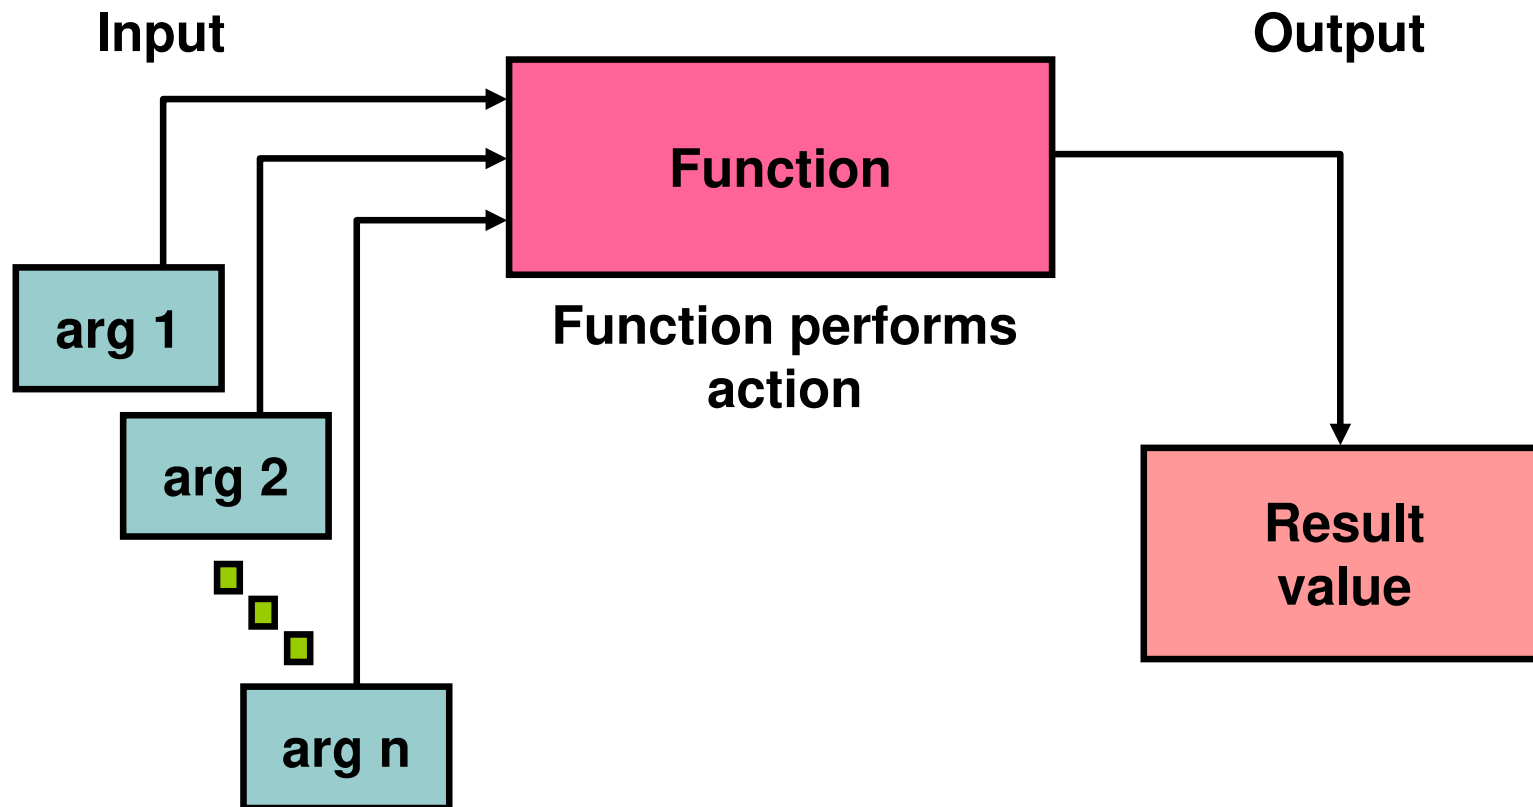 Input
Output
Function
Function performs
action
arg 1
arg 2
arg n
Result
value